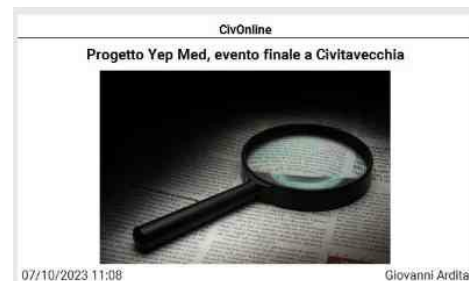 CivOnline
Progetto Yep Med, evento finale a Civitavecchia
07/10/2023 11:08
Giovanni Ardita